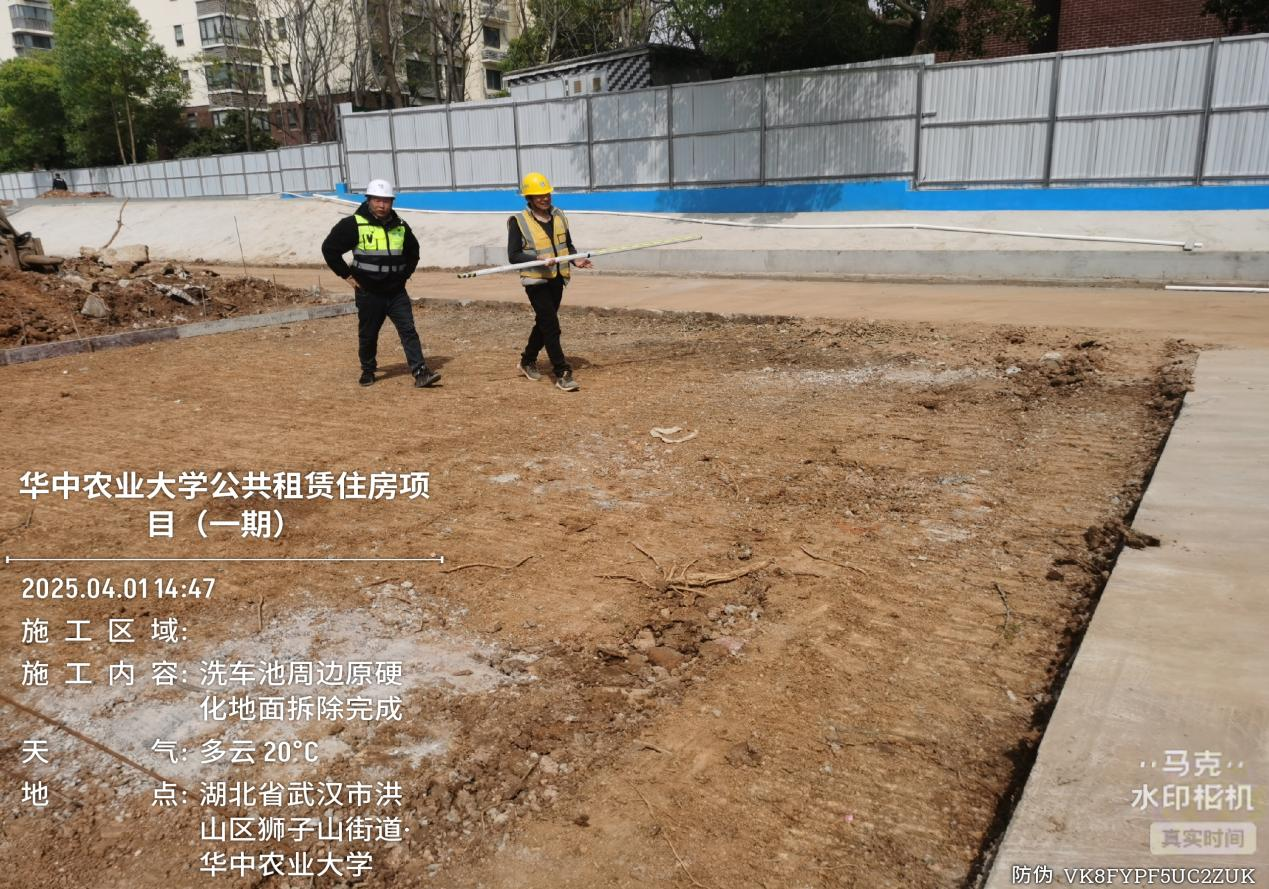 华中农业大学公共租赁住房项
目（一期）
2025.04.01 14:47
施工区域:
施工内容: 洗车池周边原硬
化地面拆除完成
天气: 多云 20°C
地点: 湖北省武汉市洪
山区狮子山街道·
华中农业大学
马克
水印相机
真实时间
防伪 VK8FYPF5UC2ZUK